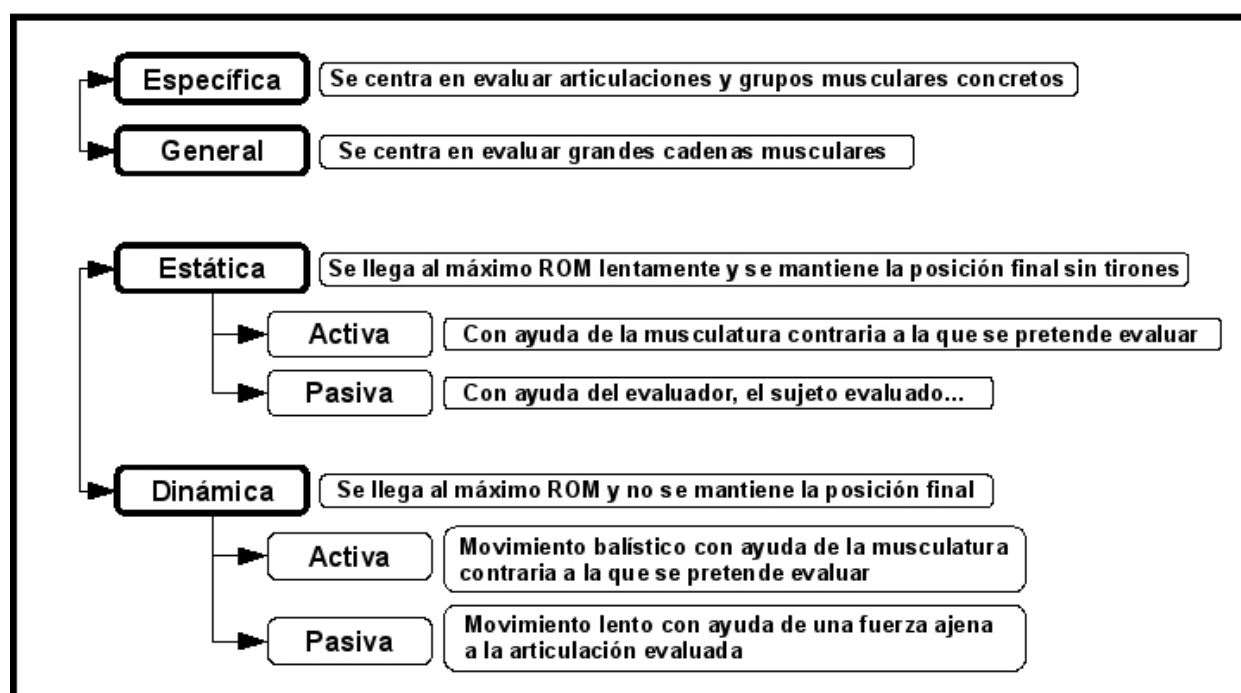 Específica
Se centra en evaluar articulaciones y grupos musculares concretos
General
Se centra en evaluar grandes cadenas musculares
Estática
Se llega al máximo ROM lentamente y se mantiene la posición final sin tirones
Activa
Con ayuda de la musculatura contraria a la que se pretende evaluar
Pasiva
Con ayuda del evaluador, el sujeto evaluado...
Dinámica
Se llega al máximo ROM y no se mantiene la posición final
Activa
Movimiento balístico con ayuda de la musculatura
contraria a la que se pretende evaluar
Pasiva
Movimiento lento con ayuda de una fuerza ajena
a la articulación evaluada